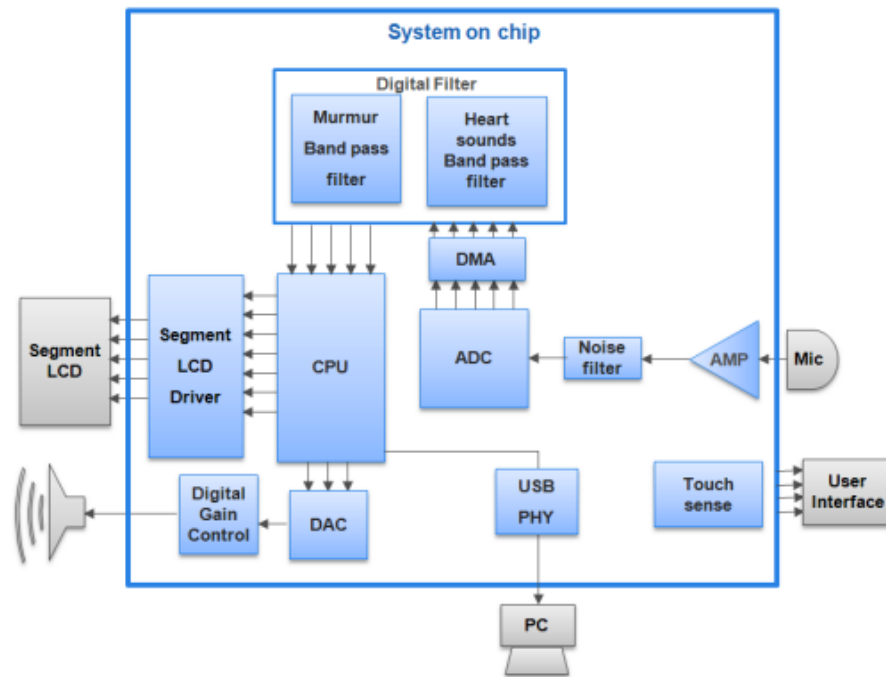 System on chip
Digital Filter
Murmur
Band pass
filter
Heart
sounds
Band pass
filter
DMA
Segment
LCD
Segment
LCD
Driver
CPU
ADC
Noise
filter
AMP
Mic
Digital
Gain
Control
DAC
USB
PHY
Touch
sense
User
Interface
PC